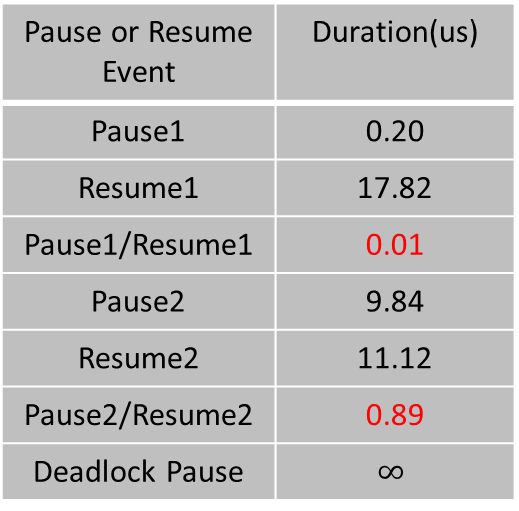 Pause or Resume Event	Duration(us)
Pause1	0.20
Resume1	17.82
Pause1/Resume1	0.01
Pause2	9.84
Resume2	11.12
Pause2/Resume2	0.89
Deadlock Pause	∞